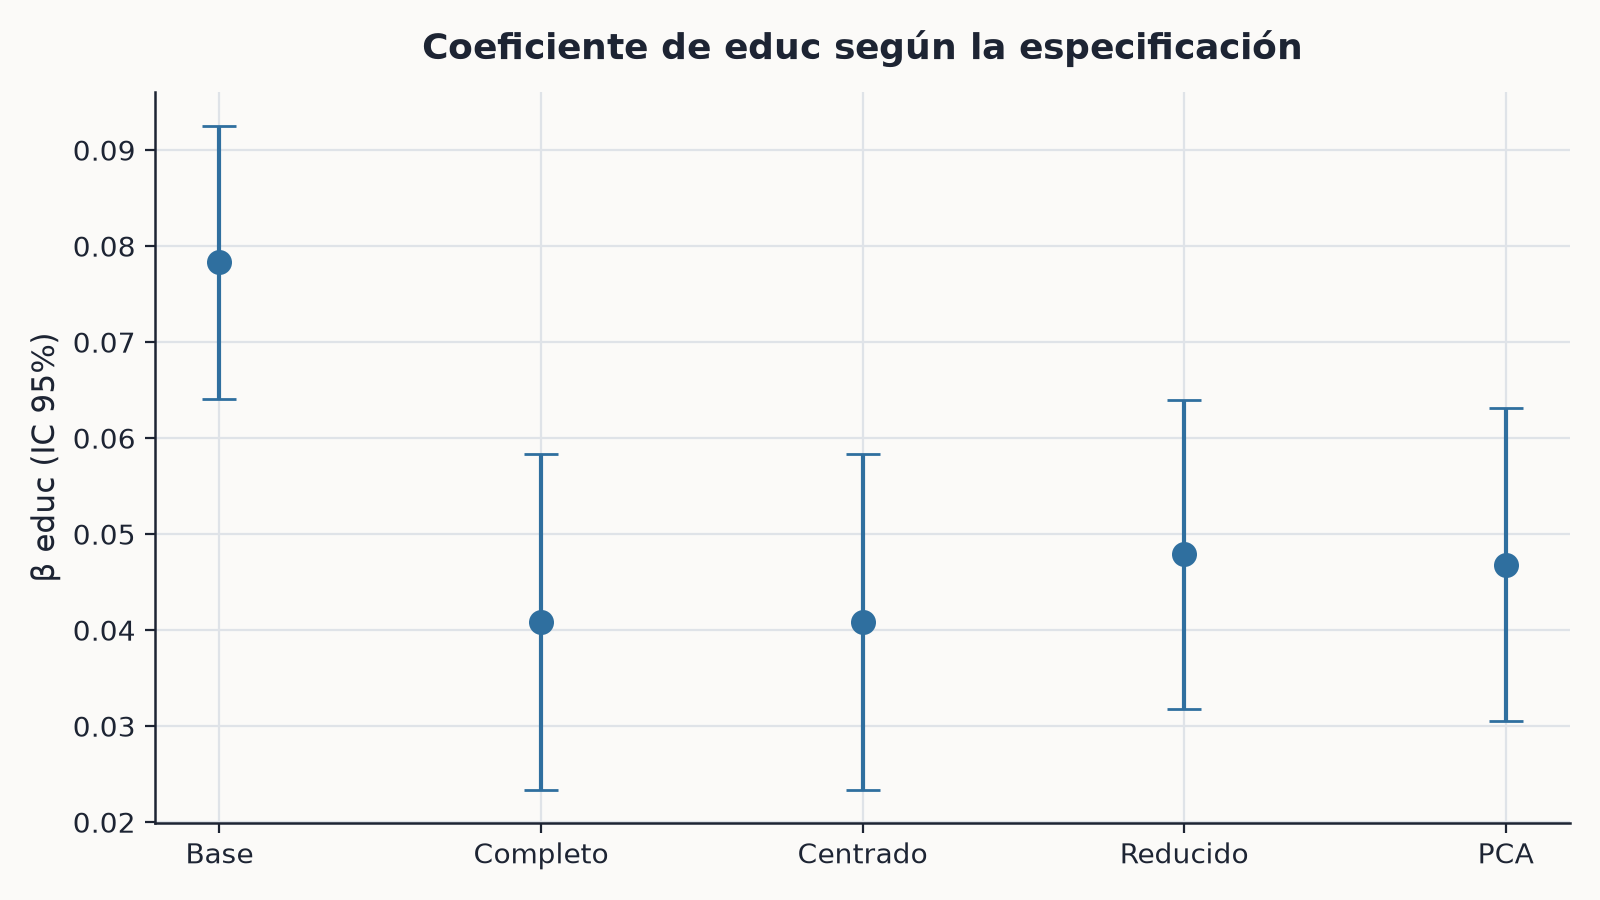 Coeficiente de educ según la especificación
β educ (IC 95%)
0.09
0.08
0.07
0.06
0.05
0.04
0.03
0.02
Base
Completo
Centrado
Reducido
PCA